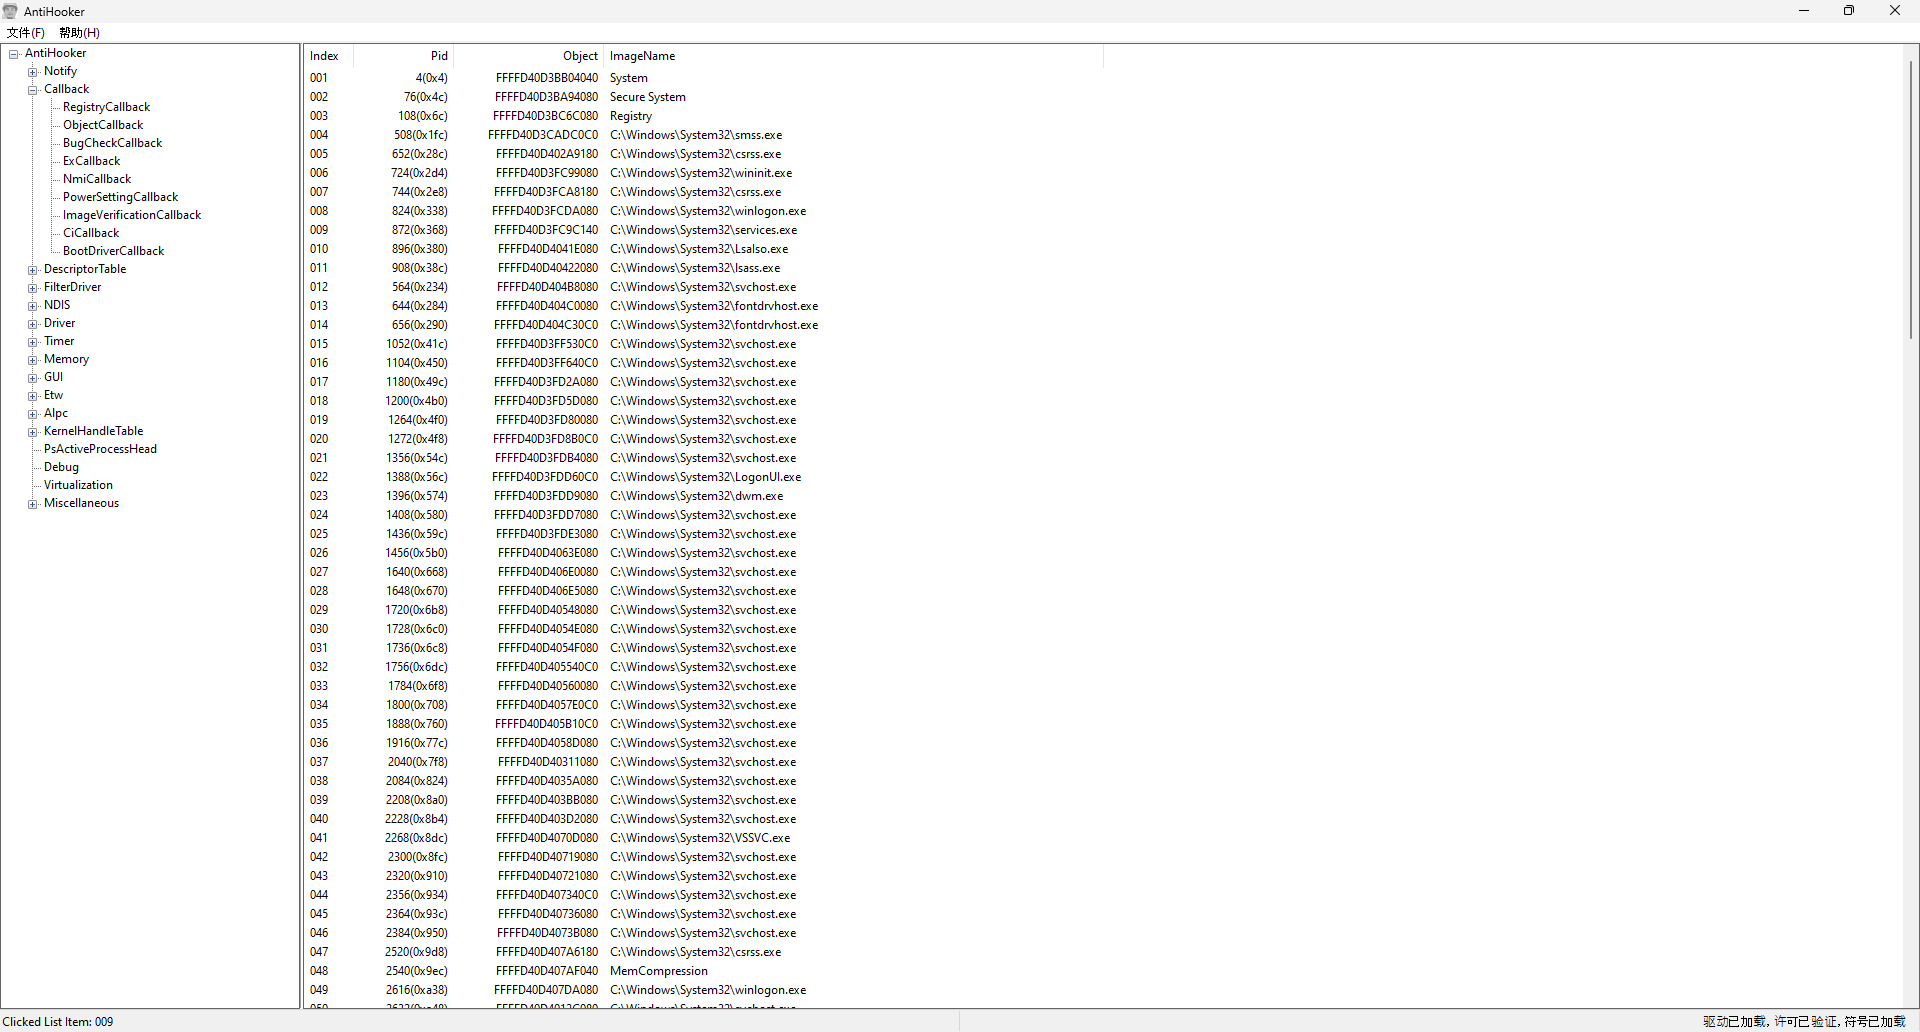 AntiHooker
文件(F) 帮助(H)
AntiHooker
Notify
Callback
RegistryCallback
ObjectCallback
BugCheckCallback
ExCallback
NmiCallback
PowerSettingCallback
ImageVerificationCallback
CiCallback
BootDriverCallback
DescriptorTable
FilterDriver
NDIS
Driver
Timer
Memory
GUI
Etw
Alpc
KernelHandleTable
PsActiveProcessHead
Debug
Virtualization
Miscellaneous
Index Pid Object ImageName
001 4(0x4) FFFFD40D3BB04040 System
002 76(0x4c) FFFFD40D3BA94080 Secure System
003 108(0x6c) FFFFD40D3BC6C080 Registry
004 508(0x1fc) FFFFD40D3CADC0C0 C:\Windows\System32\smss.exe
005 652(0x28c) FFFFD40D402A9180 C:\Windows\System32\csrss.exe
006 724(0x2d4) FFFFD40D3FC99080 C:\Windows\System32\wininit.exe
007 744(0x2e8) FFFFD40D3FCA8180 C:\Windows\System32\csrss.exe
008 824(0x338) FFFFD40D3FCDA080 C:\Windows\System32\winlogon.exe
009 872(0x368) FFFFD40D3FC9C140 C:\Windows\System32\services.exe
010 896(0x380) FFFFD40D4041E080 C:\Windows\System32\LsaIso.exe
011 908(0x38c) FFFFD40D40422080 C:\Windows\System32\lsass.exe
012 564(0x234) FFFFD40D404B8080 C:\Windows\System32\svchost.exe
013 644(0x284) FFFFD40D404C0080 C:\Windows\System32\fontdrvhost.exe
014 656(0x290) FFFFD40D404C30C0 C:\Windows\System32\fontdrvhost.exe
015 1052(0x41c) FFFFD40D3FF530C0 C:\Windows\System32\svchost.exe
016 1104(0x450) FFFFD40D3FF640C0 C:\Windows\System32\svchost.exe
017 1180(0x49c) FFFFD40D3FD2A080 C:\Windows\System32\svchost.exe
018 1200(0x4b0) FFFFD40D3FD5D080 C:\Windows\System32\svchost.exe
019 1264(0x4f0) FFFFD40D3FD80080 C:\Windows\System32\svchost.exe
020 1272(0x4f8) FFFFD40D3FD8B0C0 C:\Windows\System32\svchost.exe
021 1356(0x54c) FFFFD40D3FDB4080 C:\Windows\System32\svchost.exe
022 1388(0x56c) FFFFD40D3FDD60C0 C:\Windows\System32\LogonUI.exe
023 1396(0x574) FFFFD40D3FDD9080 C:\Windows\System32\dwm.exe
024 1408(0x580) FFFFD40D3FDD7080 C:\Windows\System32\svchost.exe
025 1436(0x59c) FFFFD40D3FDE3080 C:\Windows\System32\svchost.exe
026 1456(0x5b0) FFFFD40D4063E080 C:\Windows\System32\svchost.exe
027 1640(0x668) FFFFD40D406E0080 C:\Windows\System32\svchost.exe
028 1648(0x670) FFFFD40D406E5080 C:\Windows\System32\svchost.exe
029 1720(0x6b8) FFFFD40D40548080 C:\Windows\System32\svchost.exe
030 1728(0x6c0) FFFFD40D4054E080 C:\Windows\System32\svchost.exe
031 1736(0x6c8) FFFFD40D4054F080 C:\Windows\System32\svchost.exe
032 1756(0x6dc) FFFFD40D405540C0 C:\Windows\System32\svchost.exe
033 1784(0x6f8) FFFFD40D40560080 C:\Windows\System32\svchost.exe
034 1800(0x708) FFFFD40D4057E0C0 C:\Windows\System32\svchost.exe
035 1888(0x760) FFFFD40D405B10C0 C:\Windows\System32\svchost.exe
036 1916(0x77c) FFFFD40D4058D080 C:\Windows\System32\svchost.exe
037 2040(0x7f8) FFFFD40D40311080 C:\Windows\System32\svchost.exe
038 2084(0x824) FFFFD40D4035A080 C:\Windows\System32\svchost.exe
039 2208(0x8a0) FFFFD40D403BB080 C:\Windows\System32\svchost.exe
040 2228(0x8b4) FFFFD40D403D2080 C:\Windows\System32\svchost.exe
041 2268(0x8dc) FFFFD40D4070D080 C:\Windows\System32\VSSVC.exe
042 2300(0x8fc) FFFFD40D40719080 C:\Windows\System32\svchost.exe
043 2320(0x910) FFFFD40D40721080 C:\Windows\System32\svchost.exe
044 2356(0x934) FFFFD40D407340C0 C:\Windows\System32\svchost.exe
045 2364(0x93c) FFFFD40D40736080 C:\Windows\System32\svchost.exe
046 2384(0x950) FFFFD40D4073B080 C:\Windows\System32\svchost.exe
047 2520(0x9d8) FFFFD40D407A6180 C:\Windows\System32\csrss.exe
048 2540(0x9ec) FFFFD40D407AF040 MemCompression
049 2616(0xa38) FFFFD40D407DA080 C:\Windows\System32\winlogon.exe
Clicked List Item: 009
驱动已加载, 许可已验证, 符号已加载